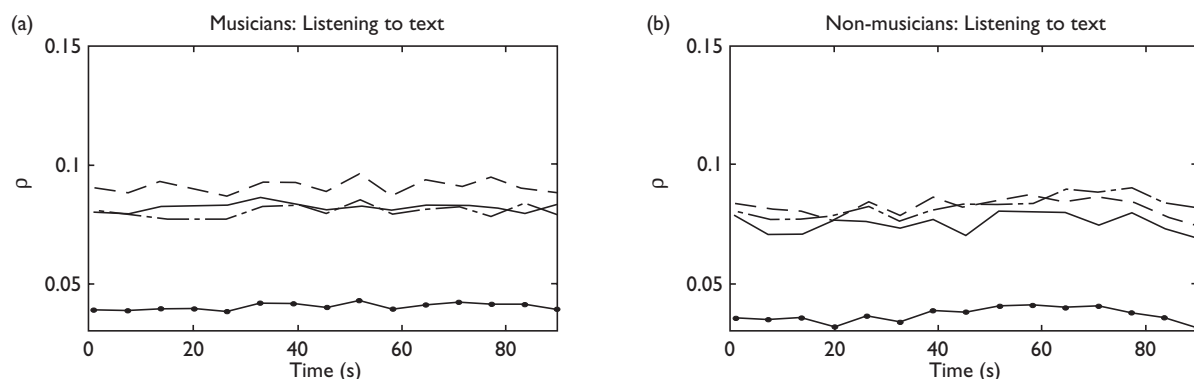 (a) Musicians: Listening to text
0.15
0.1
0.05
ρ
0 20 40 60 80
Time (s)
(b) Non-musicians: Listening to text
0.15
0.1
0.05
ρ
0 20 40 60 80
Time (s)